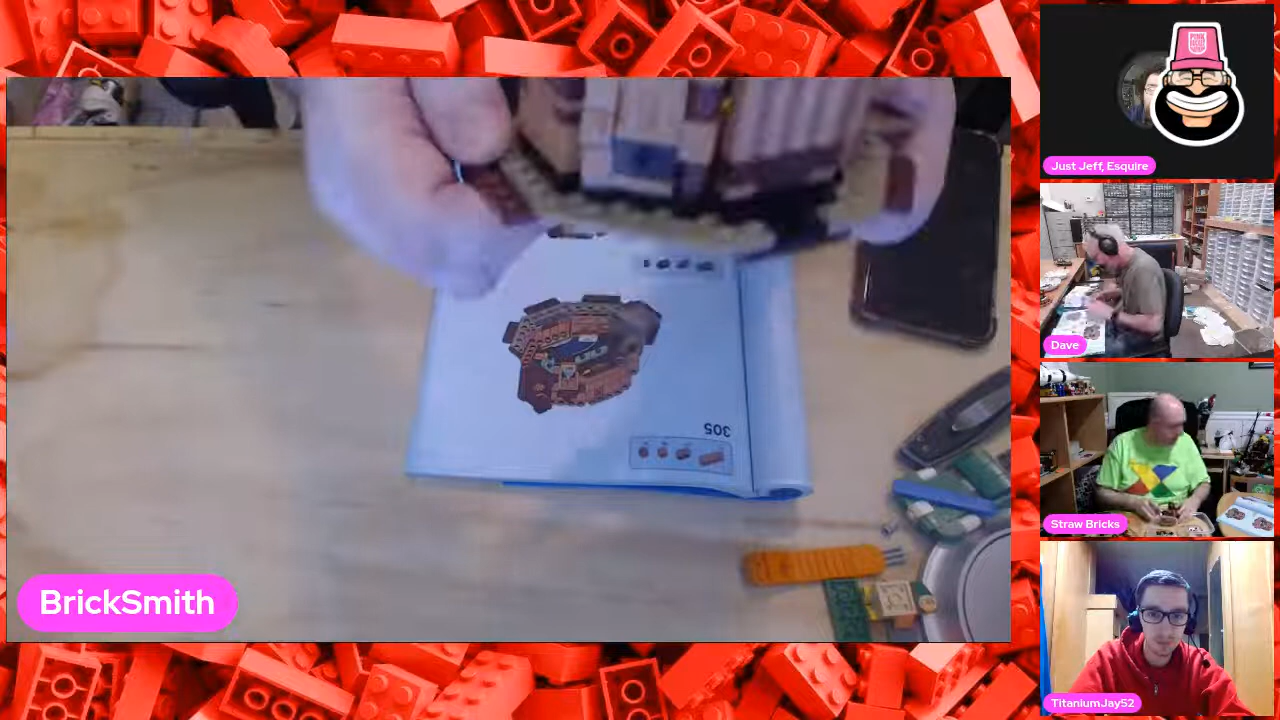 Just Jeff, Esquire
Dave
305
Straw Bricks
BrickSmith
TitaniumJay52